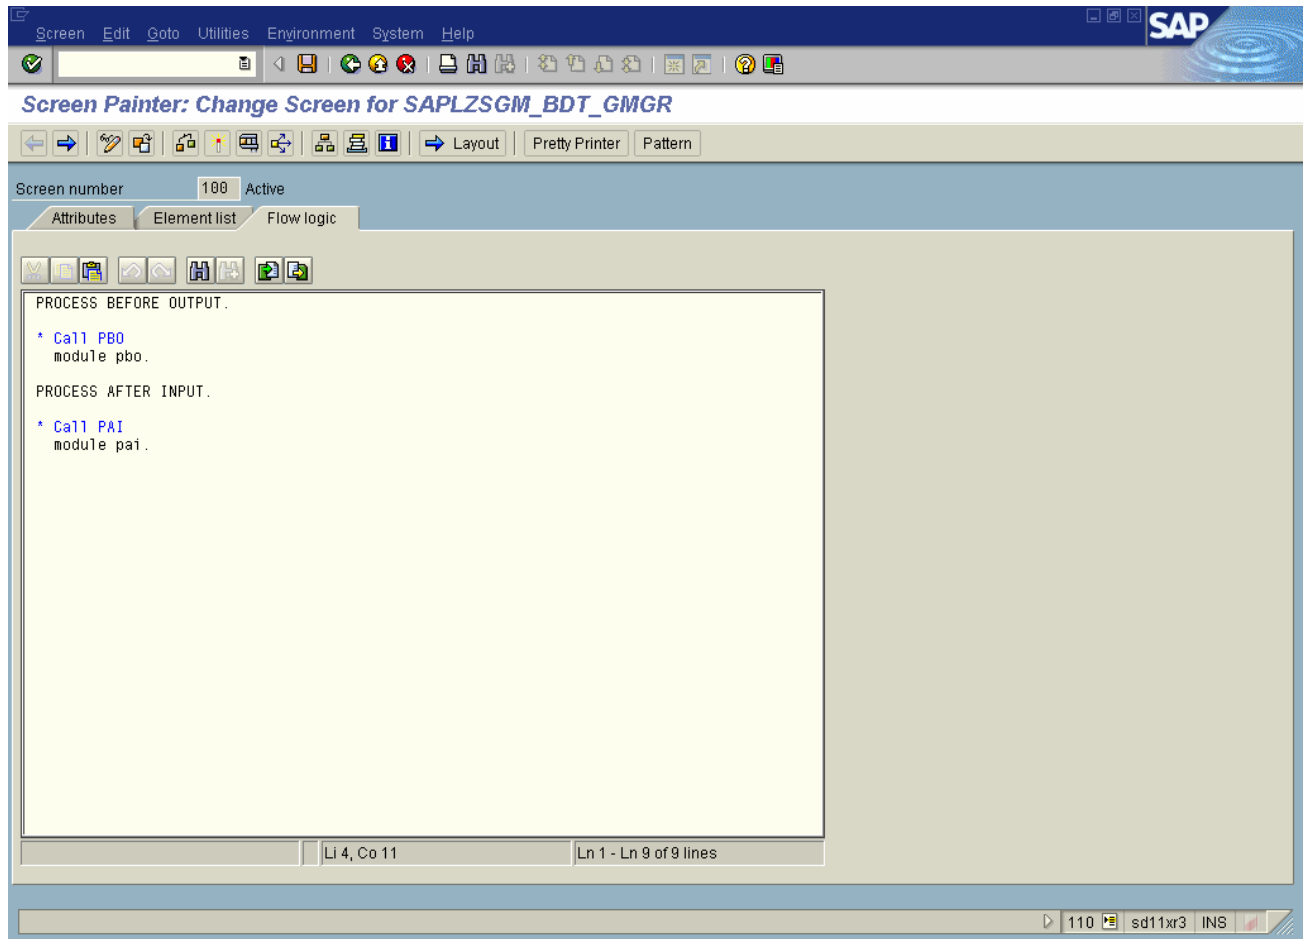 Screen Edit Goto Utilities Environment System Help
SAP
Screen Painter: Change Screen for SAPLZSGM_BDT_GMGR
Layout Pretty Printer Pattern
Screen number 100 Active
Attributes Element list Flow logic
PROCESS BEFORE OUTPUT.
* Call PBO
module pbo.
PROCESS AFTER INPUT.
* Call PAI
module pai.
Li 4, Co 11 Ln 1 - Ln 9 of 9 lines
110 sd11xr3 INS